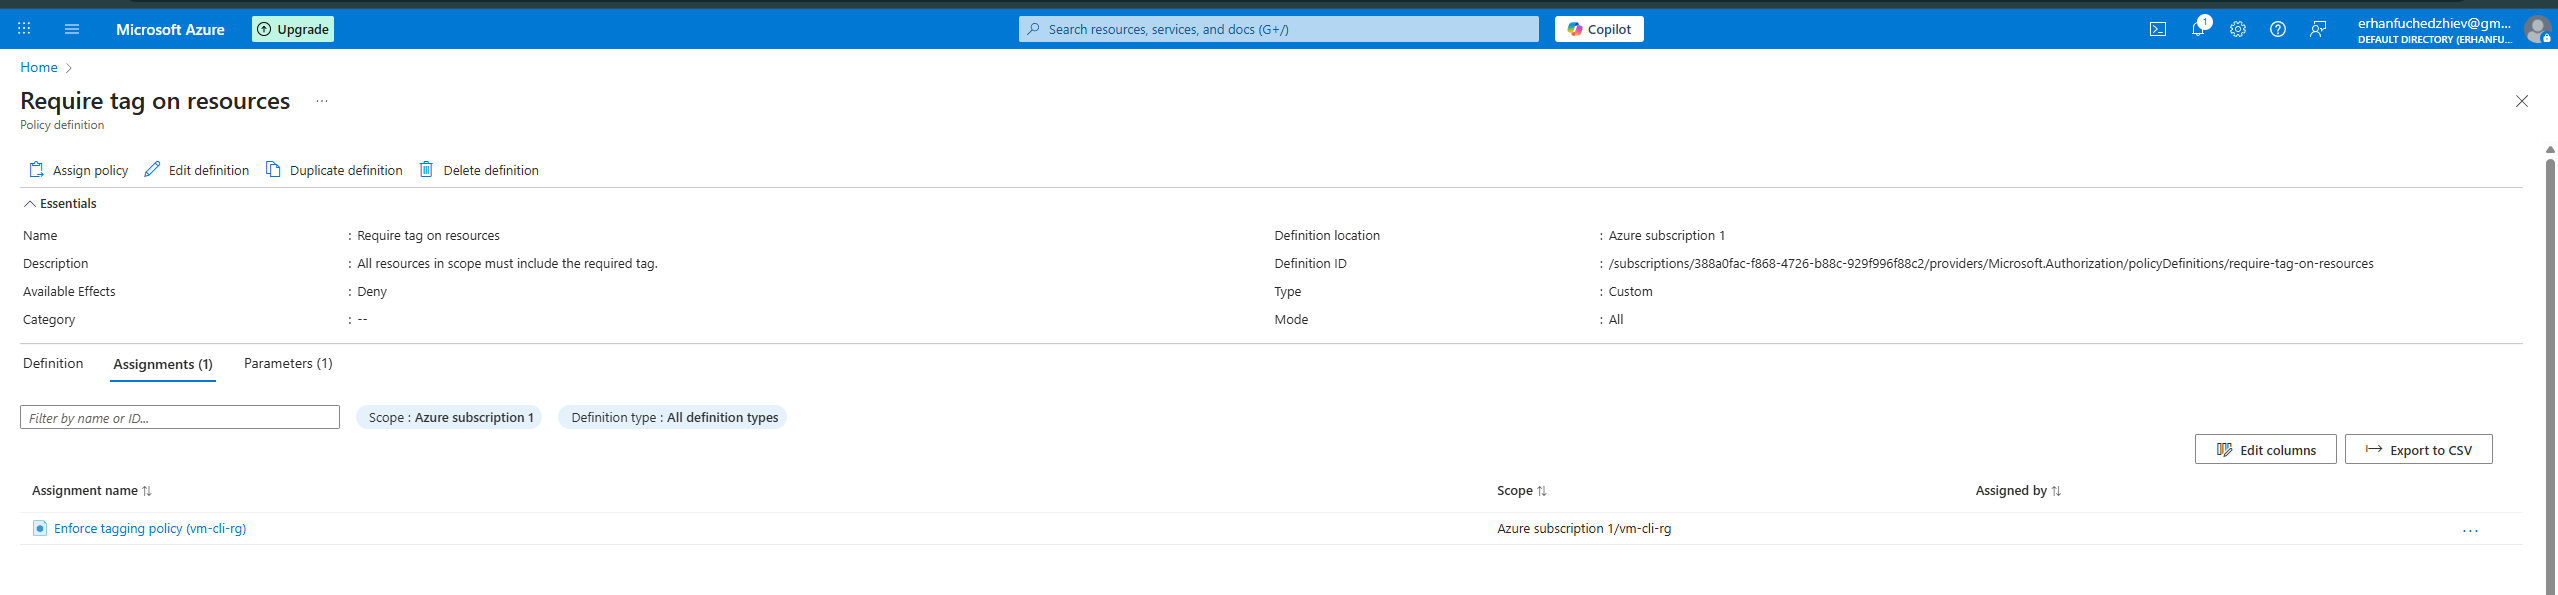 Microsoft Azure
Upgrade
Search resources, services, and docs (G+/)
Copilot
1
erhanfuchedzhiev@gm...
DEFAULT DIRECTORY (ERHANFU...
Home
Require tag on resources ...
Policy definition
Assign policy
Edit definition
Duplicate definition
Delete definition
Essentials
Name : Require tag on resources
Definition location : Azure subscription 1
Description : All resources in scope must include the required tag.
Definition ID : /subscriptions/388a0fac-f868-4726-b88c-929f996f88c2/providers/Microsoft.Authorization/policyDefinitions/require-tag-on-resources
Available Effects : Deny
Type : Custom
Category : --
Mode : All
Definition
Assignments (1)
Parameters (1)
Filter by name or ID...
Scope : Azure subscription 1
Definition type : All definition types
Edit columns
Export to CSV
Assignment name
Scope
Assigned by
Enforce tagging policy (vm-cli-rg)
Azure subscription 1/vm-cli-rg
...